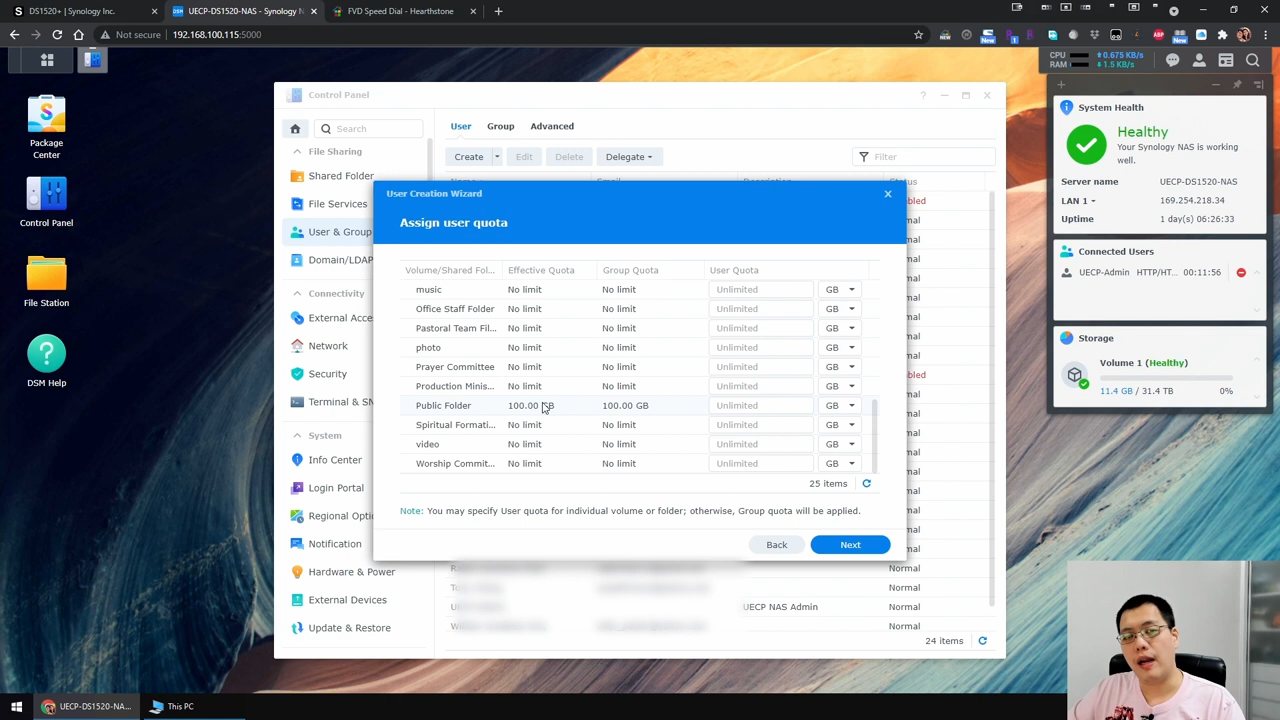 DS1520+ | Synology Inc.
UECP-DS1520-NAS - Synology N
FVD Speed Dial - Hearthstone
Not secure 192.168.100.115:5000
New
New
ABP
CPU 0.675 KB/s
RAM 1.5 KB/s
Package
Center
Control Panel
File Station
DSM Help
Control Panel
Search
File Sharing
Shared Folder
File Services
User & Group
Domain/LDAP
Connectivity
External Acce
Network
Security
Terminal & SN
System
Info Center
Login Portal
Regional Opti
Notification
Hardware & Power
External Devices
Update & Restore
User Group Advanced
Create Edit Delete Delegate
Filter
User Creation Wizard
Assign user quota
Volume/Shared Fol... Effective Quota Group Quota User Quota
music No limit No limit Unlimited GB
Office Staff Folder No limit No limit Unlimited GB
Pastoral Team Fil... No limit No limit Unlimited GB
photo No limit No limit Unlimited GB
Prayer Committee No limit No limit Unlimited GB
Production Minis... No limit No limit Unlimited GB
Public Folder 100.00 GB 100.00 GB Unlimited GB
Spiritual Formati... No limit No limit Unlimited GB
video No limit No limit Unlimited GB
Worship Commit... No limit No limit Unlimited GB
25 items
Note: You may specify User quota for individual volume or folder; otherwise, Group quota will be applied.
Back Next
Normal
Normal
UECP NAS Admin Normal
Normal
24 items
System Health
Healthy
Your Synology NAS is working
well.
Server name UECP-DS1520-NAS
LAN 1 169.254.218.34
Uptime 1 day(s) 06:26:33
Connected Users
UECP-Admin HTTP/HT... 00:11:56
Storage
Volume 1 (Healthy)
11.4 GB / 31.4 TB 0%
UECP-DS1520-NA...
This PC